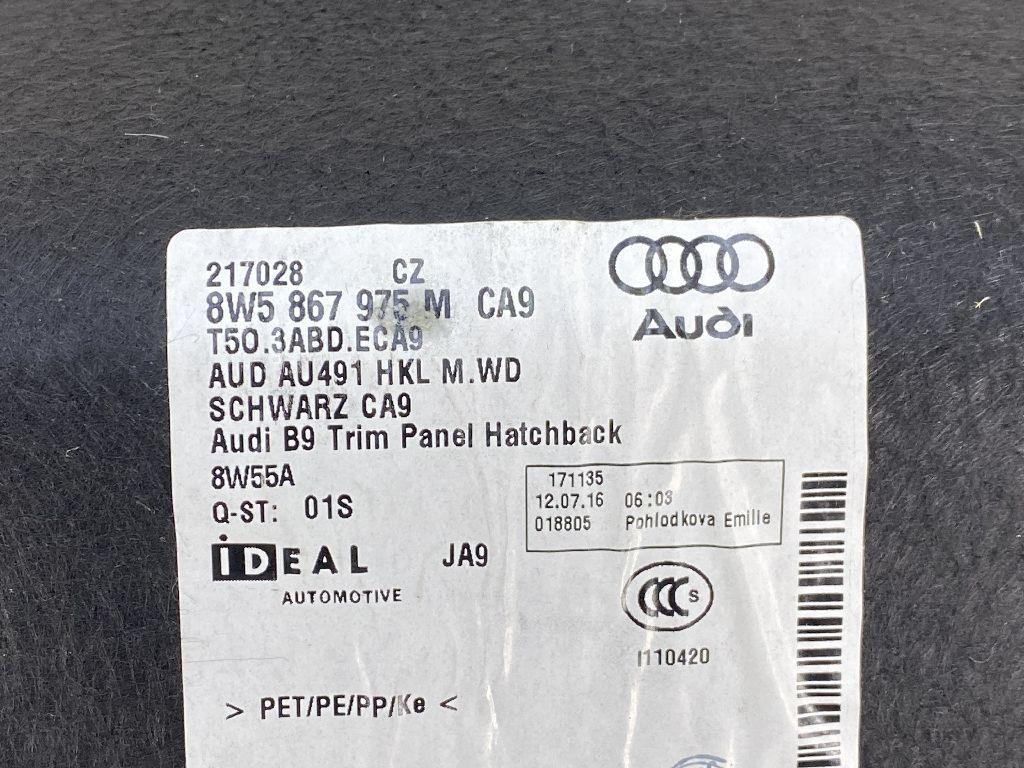 217028 CZ
8W5 867 975 M CA9
T50.3ABD.ECA9
AUD AU491 HKL M.WD
SCHWARZ CA9
Audi B9 Trim Panel Hatchback
8W55A
Q-ST: 01S
Audi
171135
12.07.16 06:03
018805 Pohlodkova Emilie
iDEAL JA9
AUTOMOTIVE
CCC S
I110420
> PET/PE/PP/Ke <